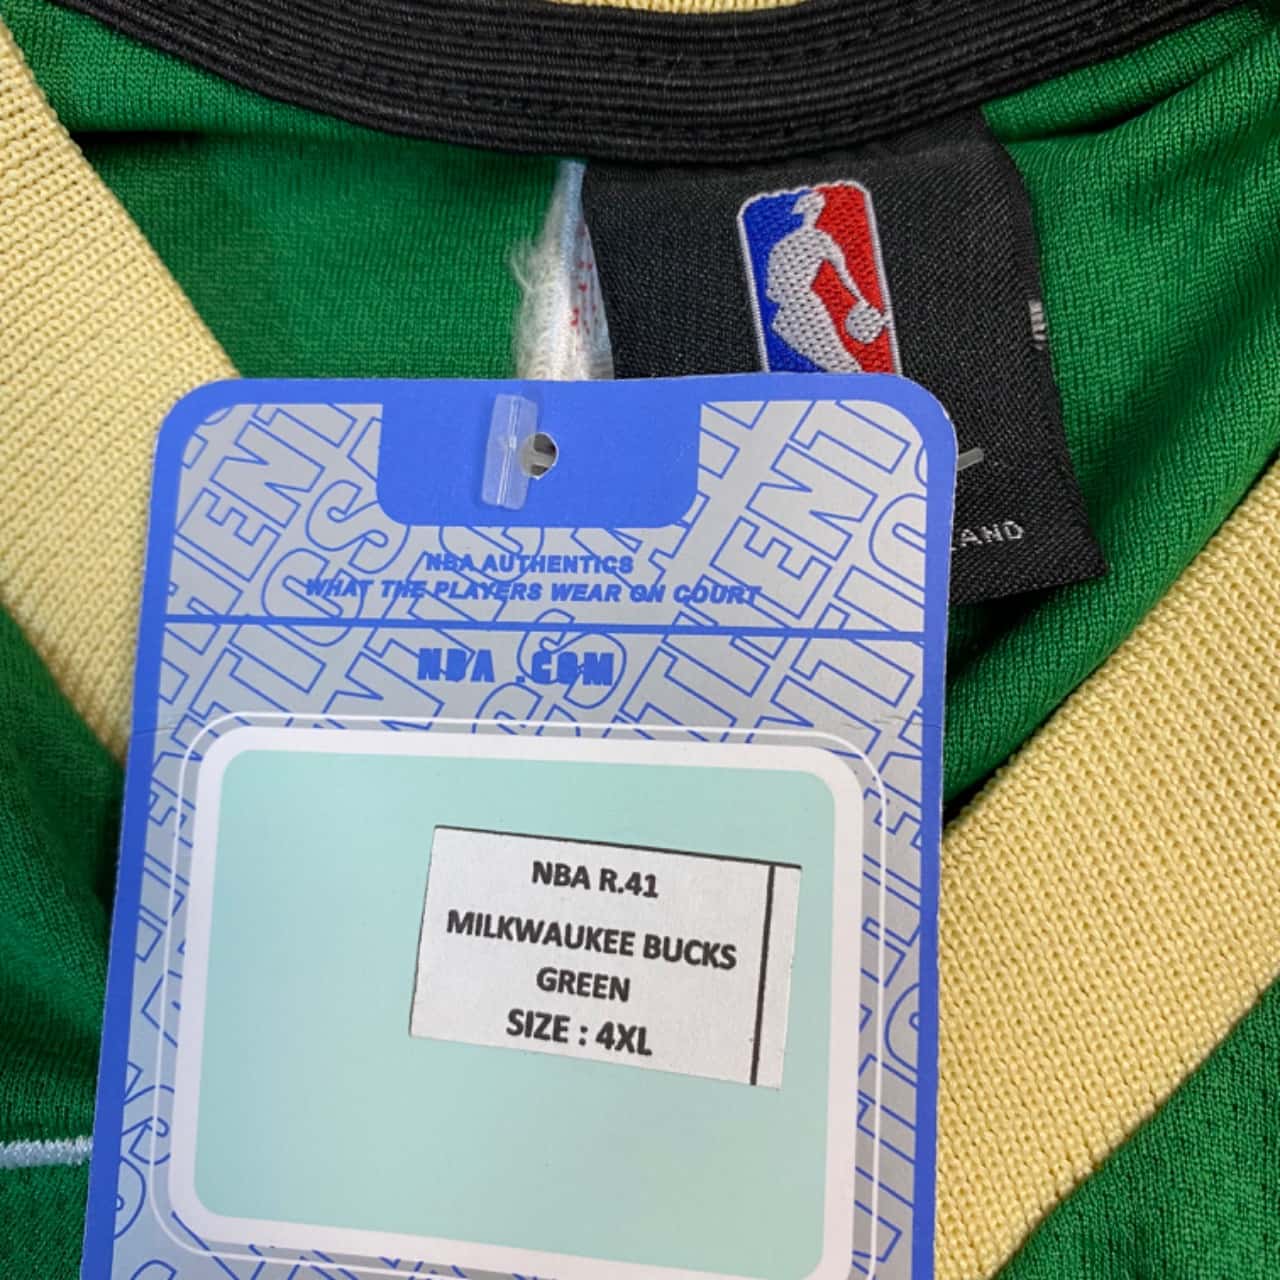 NBA AUTHENTICS
WHAT THE PLAYERS WEAR ON COURT
NBA .COM
NBA R.41
MILKWAUKEE BUCKS
GREEN
SIZE : 4XL